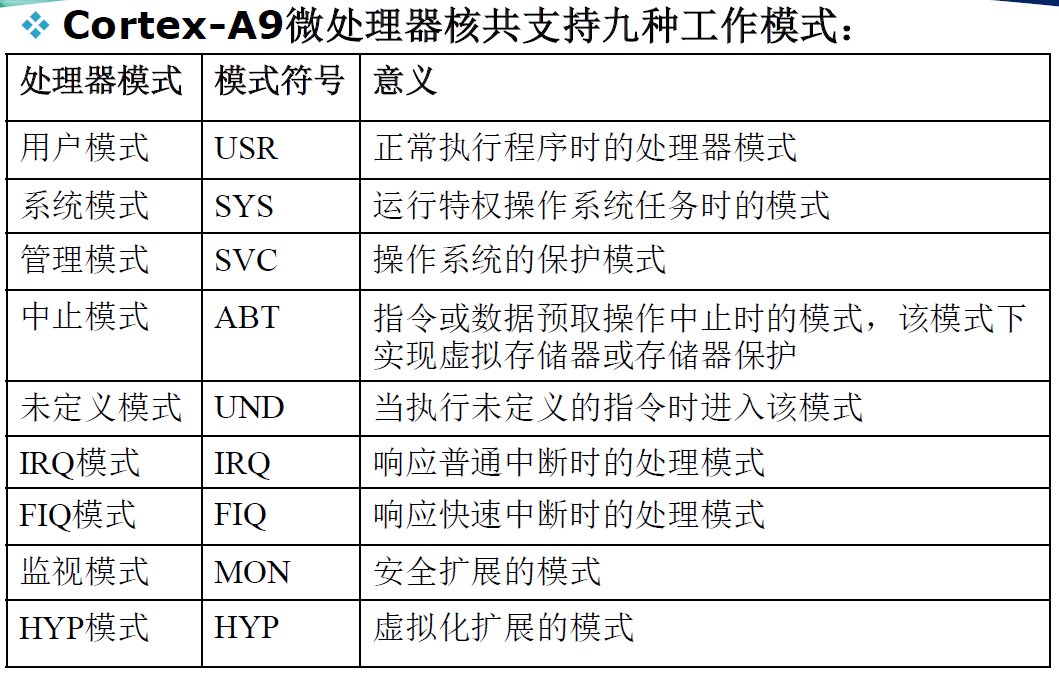 Cortex-A9微处理器核共支持九种工作模式：
处理器模式 模式符号 意义
用户模式 USR 正常执行程序时的处理器模式
系统模式 SYS 运行特权操作系统任务时的模式
管理模式 SVC 操作系统的保护模式
中止模式 ABT 指令或数据预取操作中止时的模式，该模式下
实现虚拟存储器或存储器保护
未定义模式 UND 当执行未定义的指令时进入该模式
IRQ模式 IRQ 响应普通中断时的处理模式
FIQ模式 FIQ 响应快速中断时的处理模式
监视模式 MON 安全扩展的模式
HYP模式 HYP 虚拟化扩展的模式